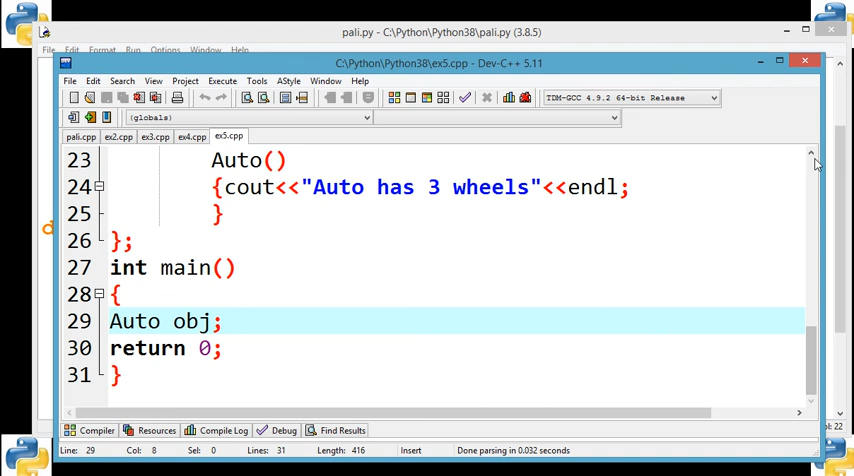 pali.py - C:\Python\Python38\pali.py (3.8.5)
File Edit Format Run Options Window Help
C:\Python\Python38\ex5.cpp - Dev-C++ 5.11
File Edit Search View Project Execute Tools AStyle Window Help
TDM-GCC 4.9.2 64-bit Release
(globals)
pali.cpp ex2.cpp ex3.cpp ex4.cpp ex5.cpp
23 Auto()
24 {cout<<"Auto has 3 wheels"<<endl;
25 }
26 };
27 int main()
28 {
29 Auto obj;
30 return 0;
31 }
Compiler Resources Compile Log Debug Find Results
Line: 29 Col: 8 Sel: 0 Lines: 31 Length: 416 Insert Done parsing in 0.032 seconds
ol: 22